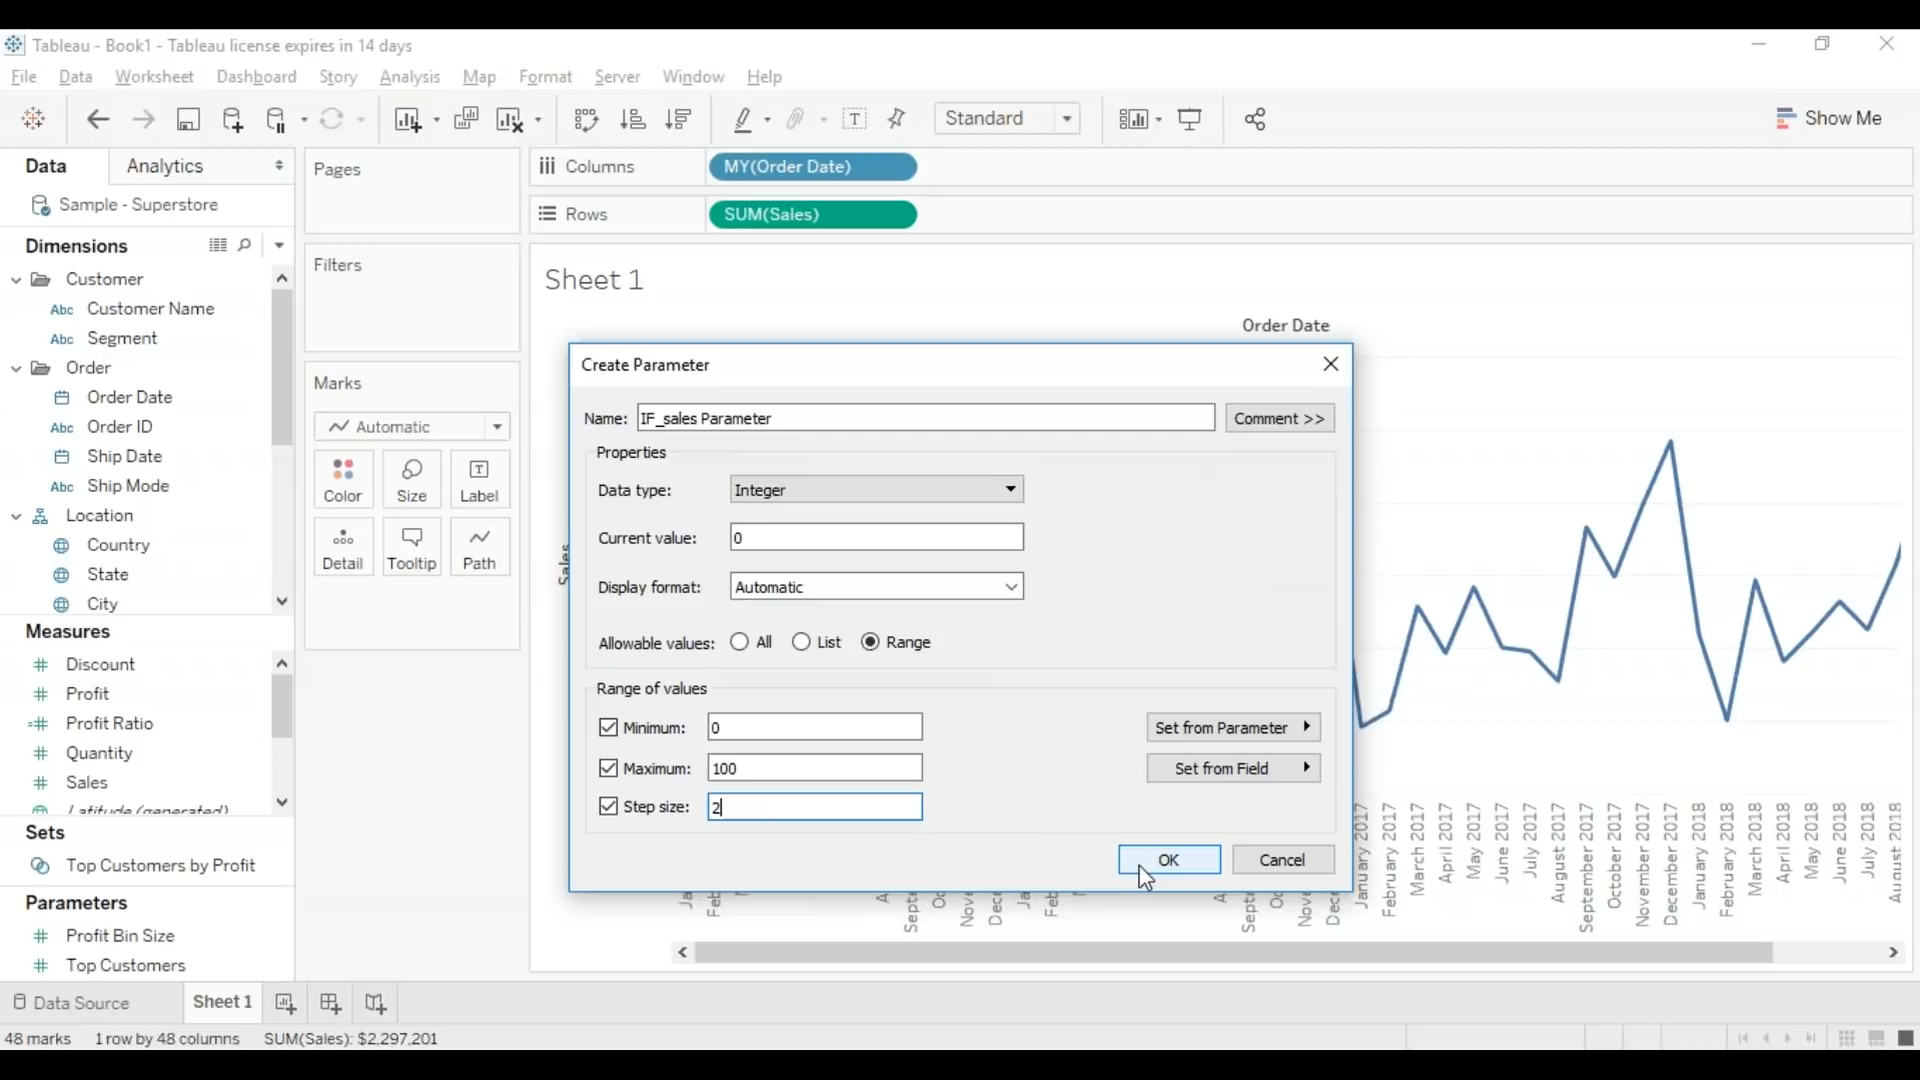 Tableau - Book1 - Tableau license expires in 14 days
File Data Worksheet Dashboard Story Analysis Map Format Server Window Help
Standard
Show Me
Data Analytics
Sample - Superstore
Dimensions
Customer
Abc Customer Name
Abc Segment
Order
Order Date
Abc Order ID
Ship Date
Abc Ship Mode
Location
Country
State
City
Measures
Discount
Profit
Profit Ratio
Quantity
Sales
Latitude (generated)
Sets
Top Customers by Profit
Parameters
Profit Bin Size
Top Customers
Pages
Filters
Marks
Automatic
Color Size Label
Detail Tooltip Path
Columns MY(Order Date)
Rows SUM(Sales)
Sheet 1
Order Date
Sales
Create Parameter
Name: IF_sales Parameter Comment >>
Properties
Data type: Integer
Current value: 0
Display format: Automatic
Allowable values: All List Range
Range of values
Minimum: 0 Set from Parameter
Maximum: 100 Set from Field
Step size: 2
OK Cancel
January 2017
February 2017
March 2017
April 2017
May 2017
June 2017
July 2017
August 2017
September 2017
October 2017
November 2017
December 2017
January 2018
February 2018
March 2018
April 2018
May 2018
June 2018
July 2018
August 2018
Data Source Sheet 1
48 marks 1 row by 48 columns SUM(Sales): $2,297,201